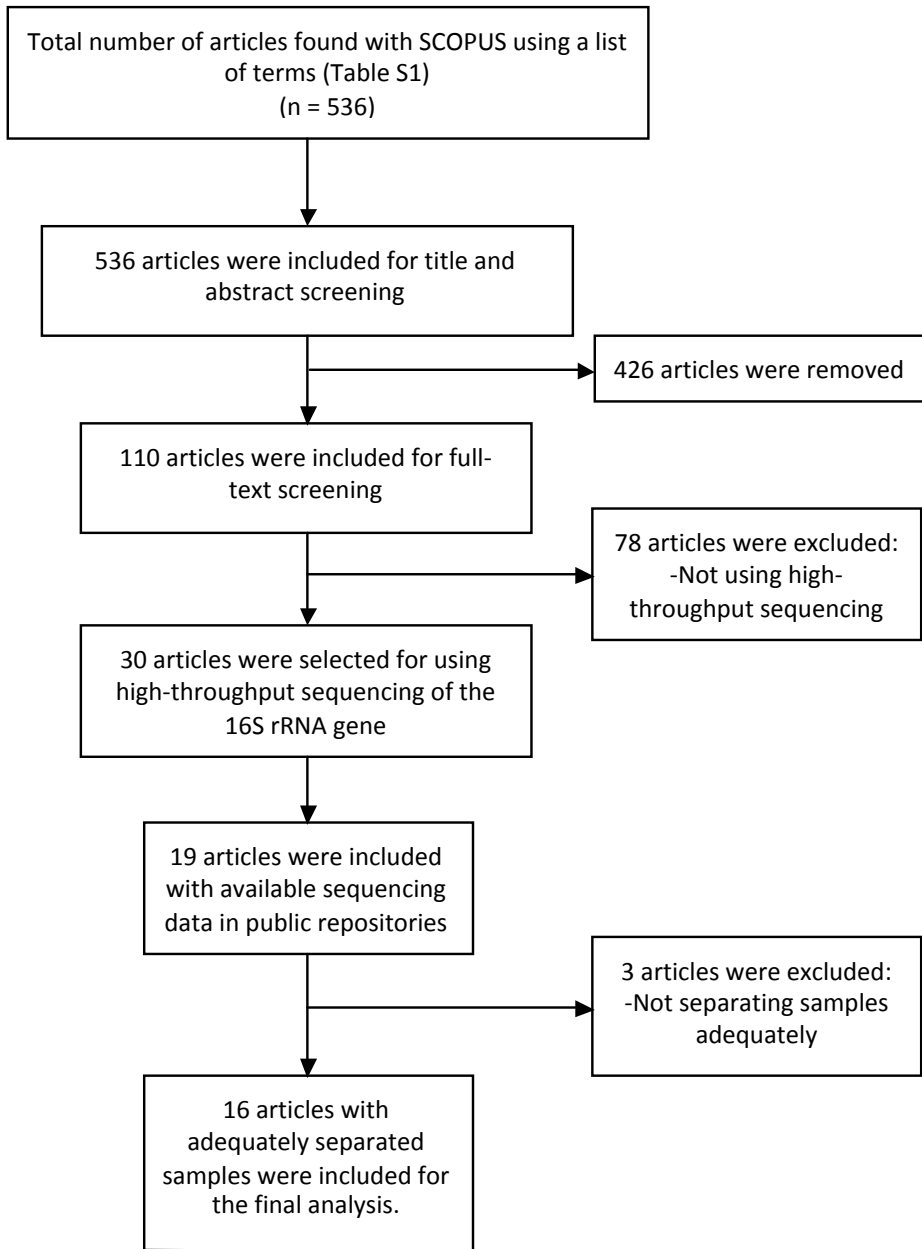 Total number of articles found with SCOPUS using a list
of terms (Table S1)
(n = 536)
536 articles were included for title and
abstract screening
426 articles were removed
110 articles were included for full-
text screening
78 articles were excluded:
-Not using high-
throughput sequencing
30 articles were selected for using
high-throughput sequencing of the
16S rRNA gene
19 articles were included
with available sequencing
data in public repositories
3 articles were excluded:
-Not separating samples
adequately
16 articles with
adequately separated
samples were included for
the final analysis.